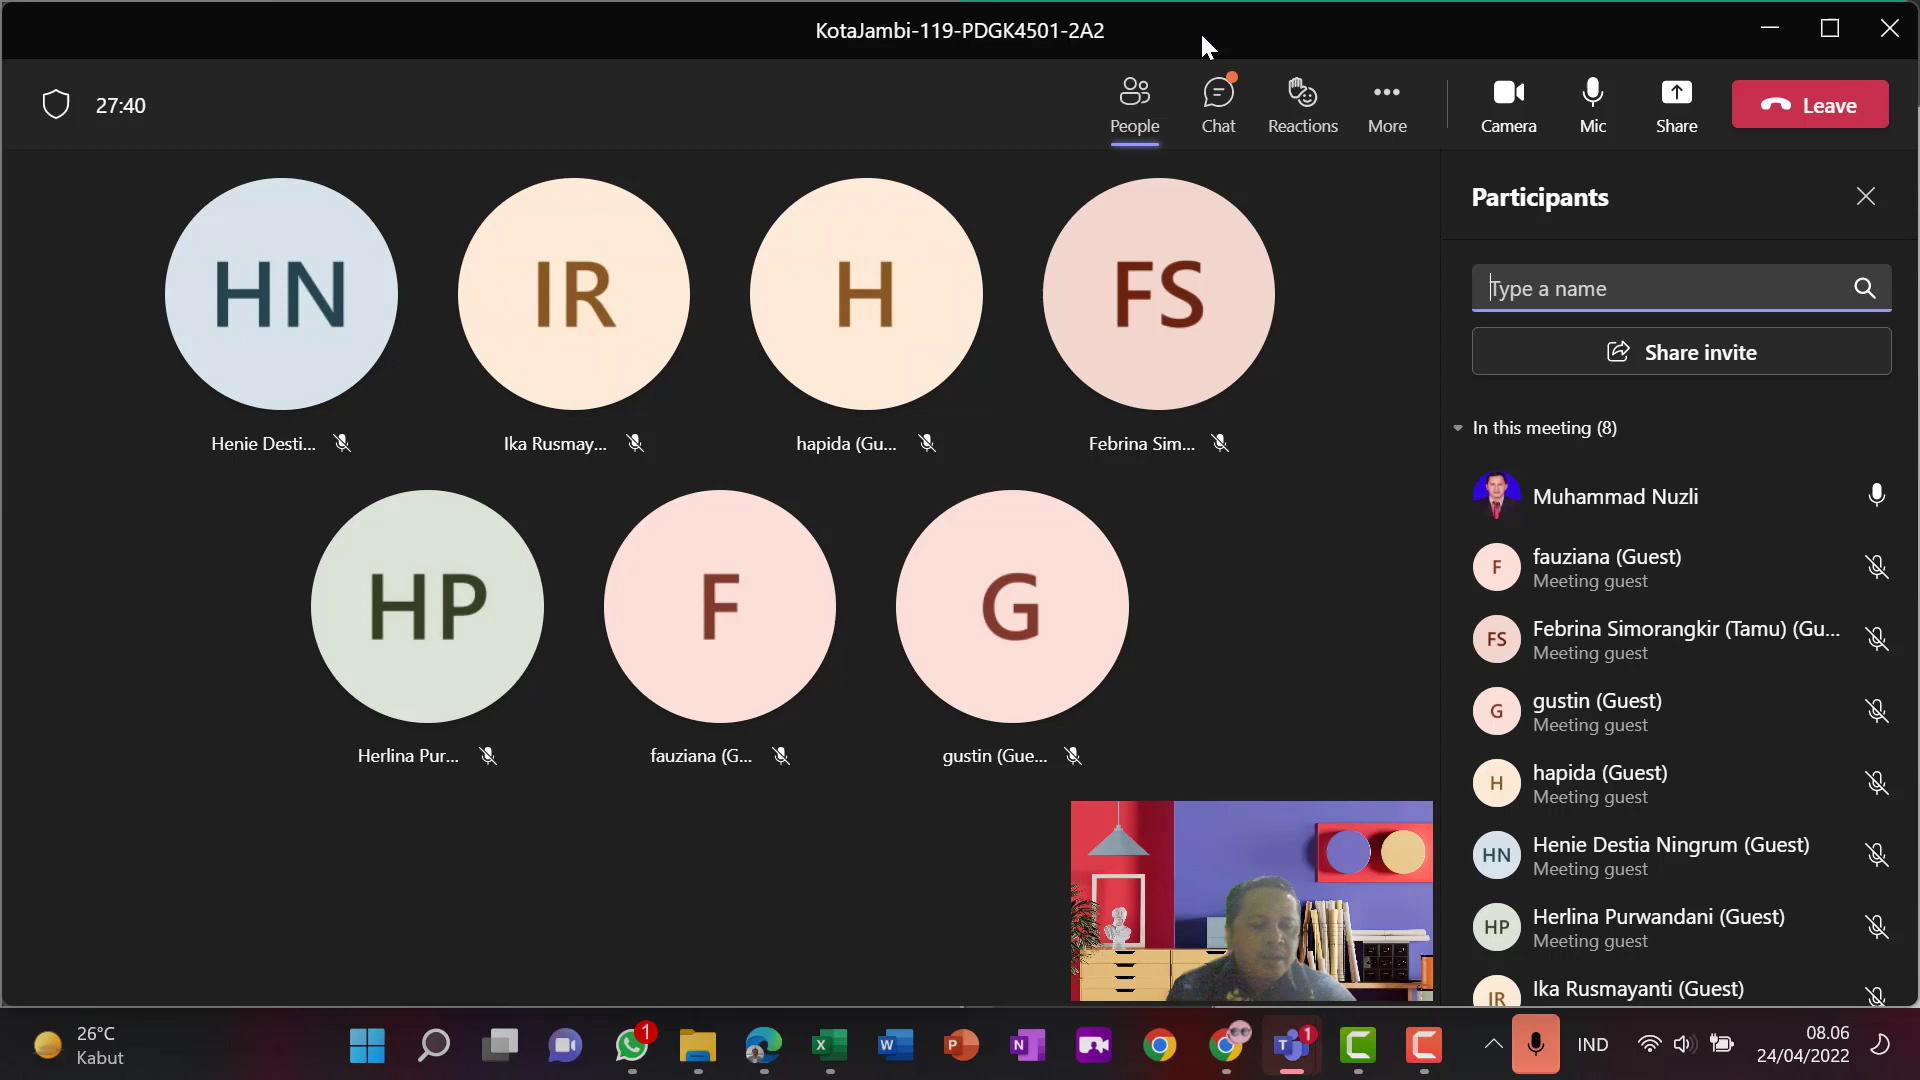 KotaJambi-119-PDGK4501-2A2
27:40
People
Chat
Reactions
More
Camera
Mic
Share
Leave
HN
IR
H
FS
Henie Desti...
Ika Rusmay...
hapida (Gu...
Febrina Sim...
HP
F
G
Herlina Pur...
fauziana (G...
gustin (Gue...
Participants
Type a name
Share invite
In this meeting (8)
Muhammad Nuzli
F
fauziana (Guest)
Meeting guest
FS
Febrina Simorangkir (Tamu) (Gu...
Meeting guest
G
gustin (Guest)
Meeting guest
H
hapida (Guest)
Meeting guest
HN
Henie Destia Ningrum (Guest)
Meeting guest
HP
Herlina Purwandani (Guest)
Meeting guest
IR
Ika Rusmayanti (Guest)
26°C
Kabut
1
X
W
P
N
T
1
C
C
IND
08.06
24/04/2022